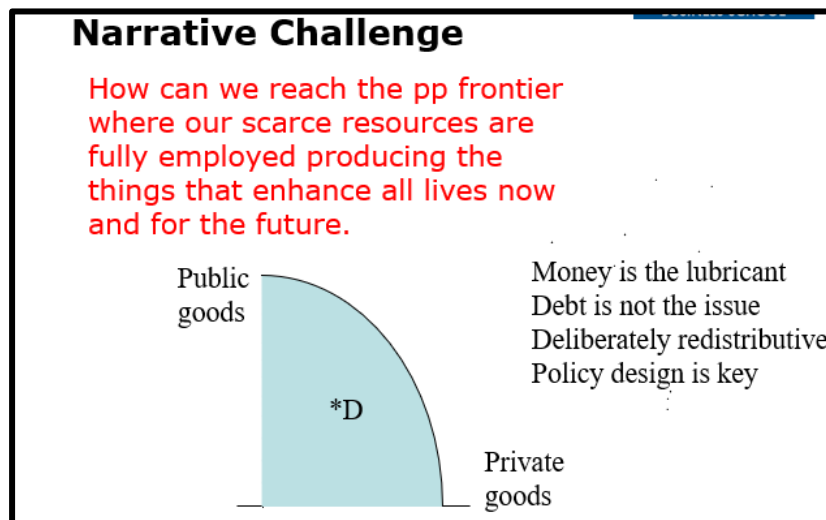 Narrative Challenge
How can we reach the pp frontier
where our scarce resources are
fully employed producing the
things that enhance all lives now
and for the future.
Public
goods
Money is the lubricant
Debt is not the issue
Deliberately redistributive
Policy design is key
*D
Private
goods